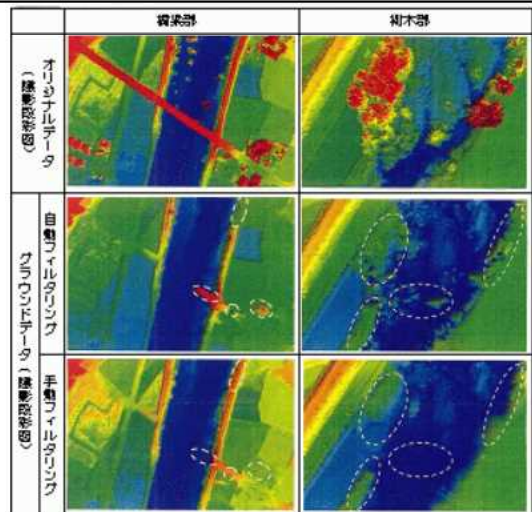 橋梁部
樹木部
オリジナルデータ
(陰影段彩図)
グラウンドデータ(陰影段彩図)
自動フィルタリング
手動フィルタリング